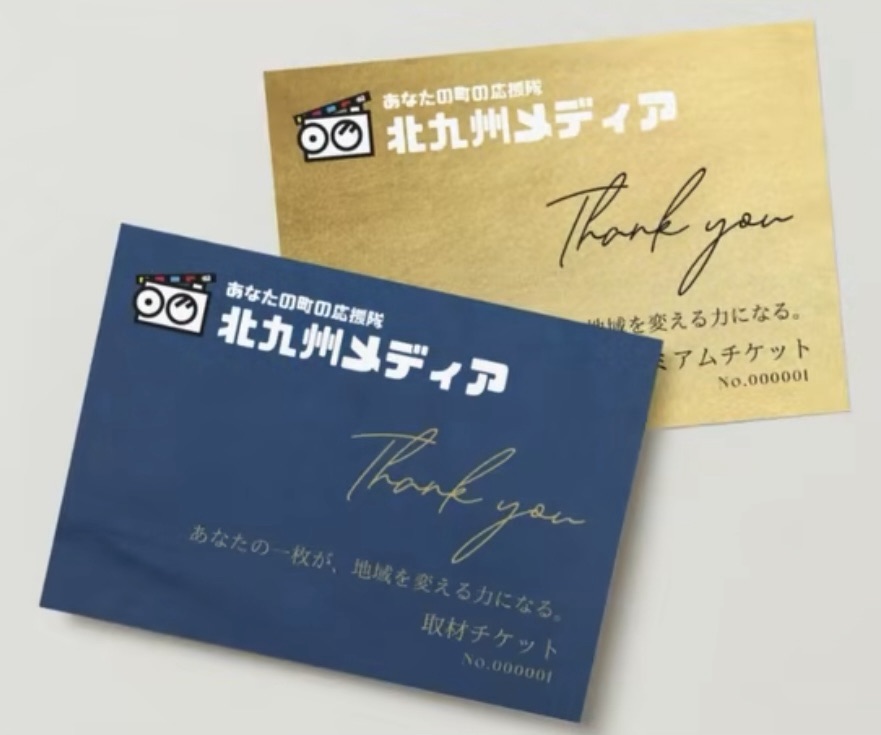 あなたの町の応援隊
北九州メディア
Thank you
地域を変える力になる。
ミアムチケット
No.000001
あなたの町の応援隊
北九州メディア
Thank you
あなたの一枚が、地域を変える力になる。
取材チケット
No.000001